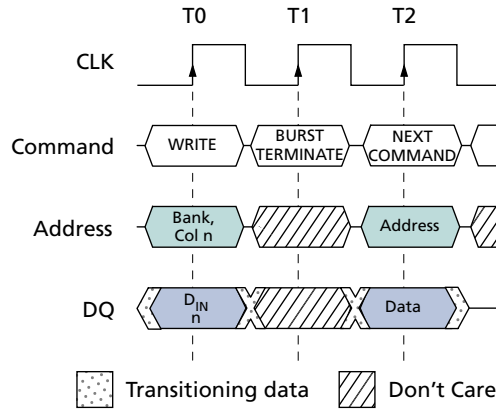 T0 T1 T2
CLK
Command WRITE BURST TERMINATE NEXT COMMAND
Address Bank, Col n Address
DQ D_IN n Data
Transitioning data Don't Care